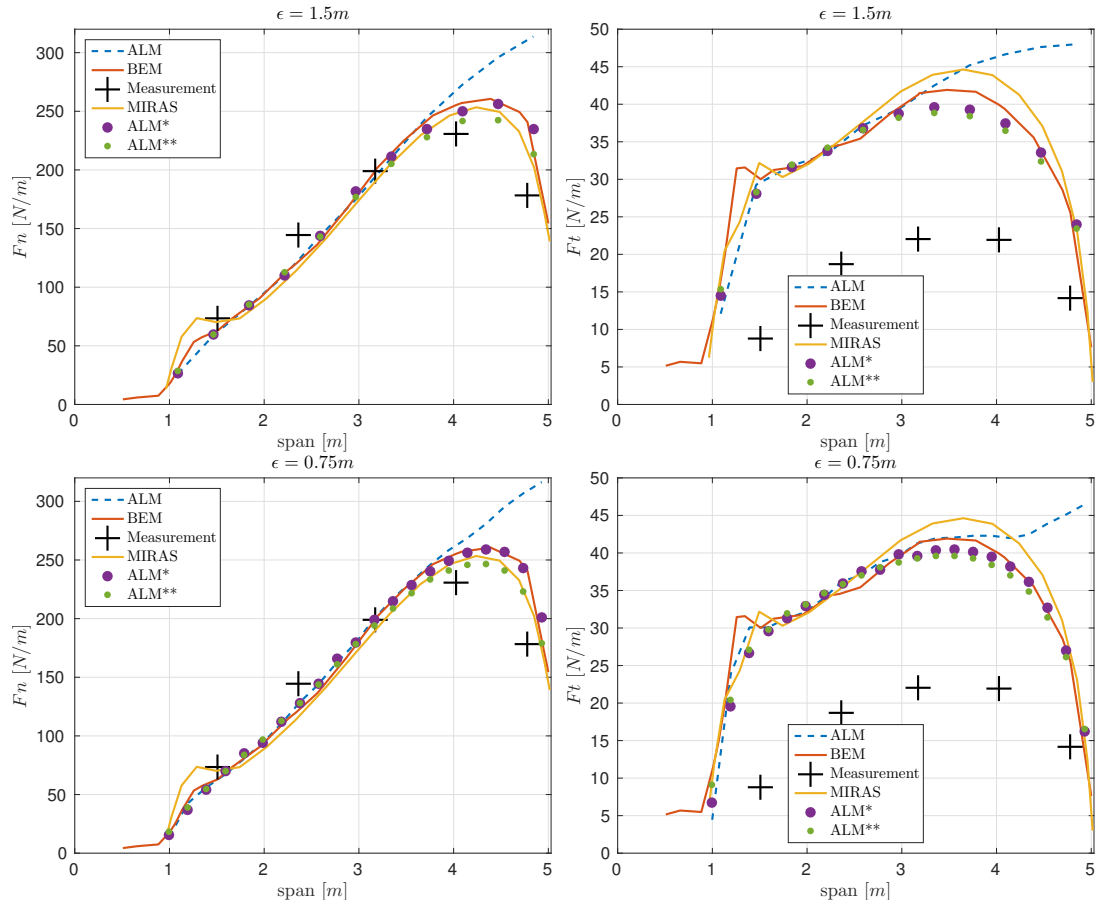 ϵ = 1.5m
Fn [N/m]
300
250
200
150
100
50
0
ALM
BEM
Measurement
MIRAS
ALM*
ALM**
0 1 2 3 4 5
span [m]
ϵ = 1.5m
Ft [N/m]
50
45
40
35
30
25
20
15
10
5
0
ALM
BEM
Measurement
MIRAS
ALM*
ALM**
0 1 2 3 4 5
span [m]
ϵ = 0.75m
Fn [N/m]
300
250
200
150
100
50
0
ALM
BEM
Measurement
MIRAS
ALM*
ALM**
0 1 2 3 4 5
span [m]
ϵ = 0.75m
Ft [N/m]
50
45
40
35
30
25
20
15
10
5
0
ALM
BEM
Measurement
MIRAS
ALM*
ALM**
0 1 2 3 4 5
span [m]